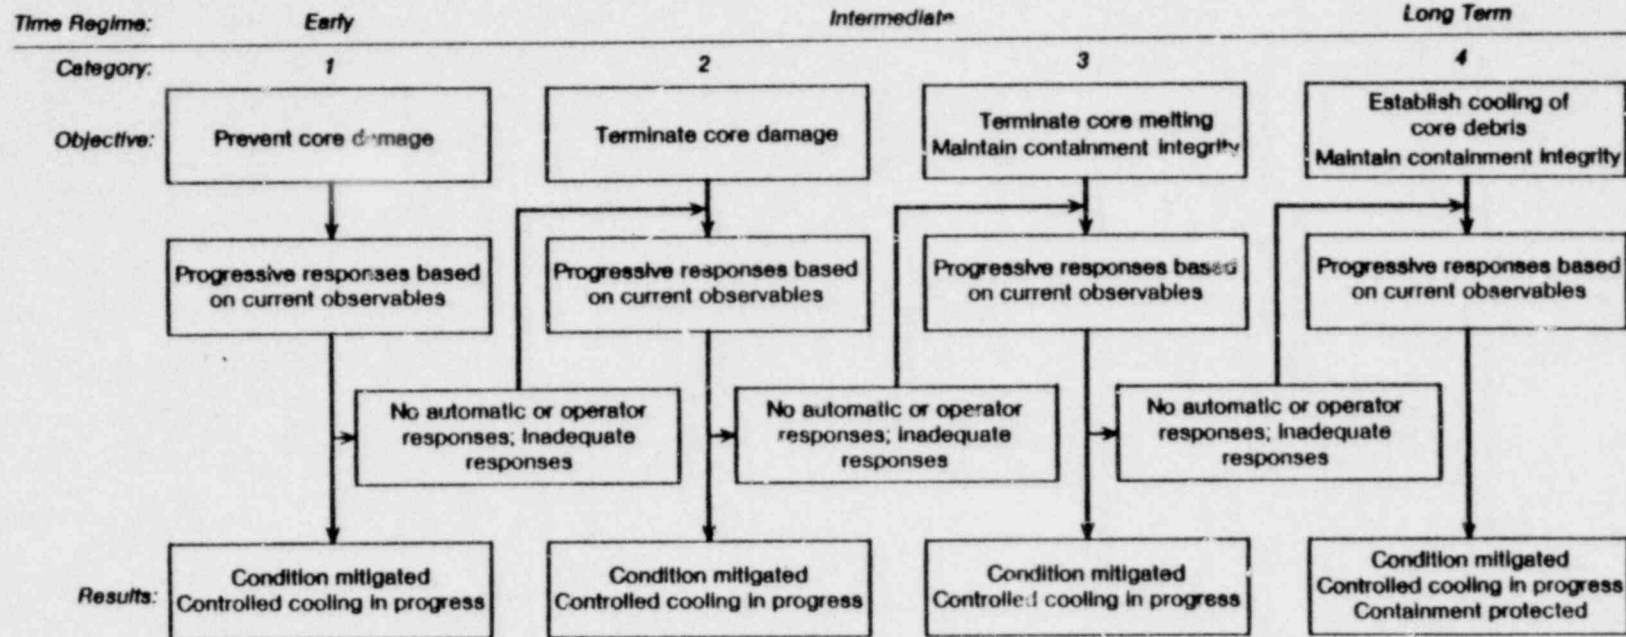 Time Regime: Early Intermediate Long Term
Category: 1 2 3 4
Objective:
Prevent core damage
Terminate core damage
Terminate core melting
Maintain containment integrity
Establish cooling of
core debris
Maintain containment integrity
Progressive responses based
on current observables
Progressive responses based
on current observables
Progressive responses based
on current observables
Progressive responses based
on current observables
No automatic or operator
responses; Inadequate
responses
No automatic or operator
responses; Inadequate
responses
No automatic or operator
responses; Inadequate
responses
Results:
Condition mitigated
Controlled cooling in progress
Condition mitigated
Controlled cooling in progress
Condition mitigated
Controlled cooling in progress
Condition mitigated
Controlled cooling in progress
Containment protected